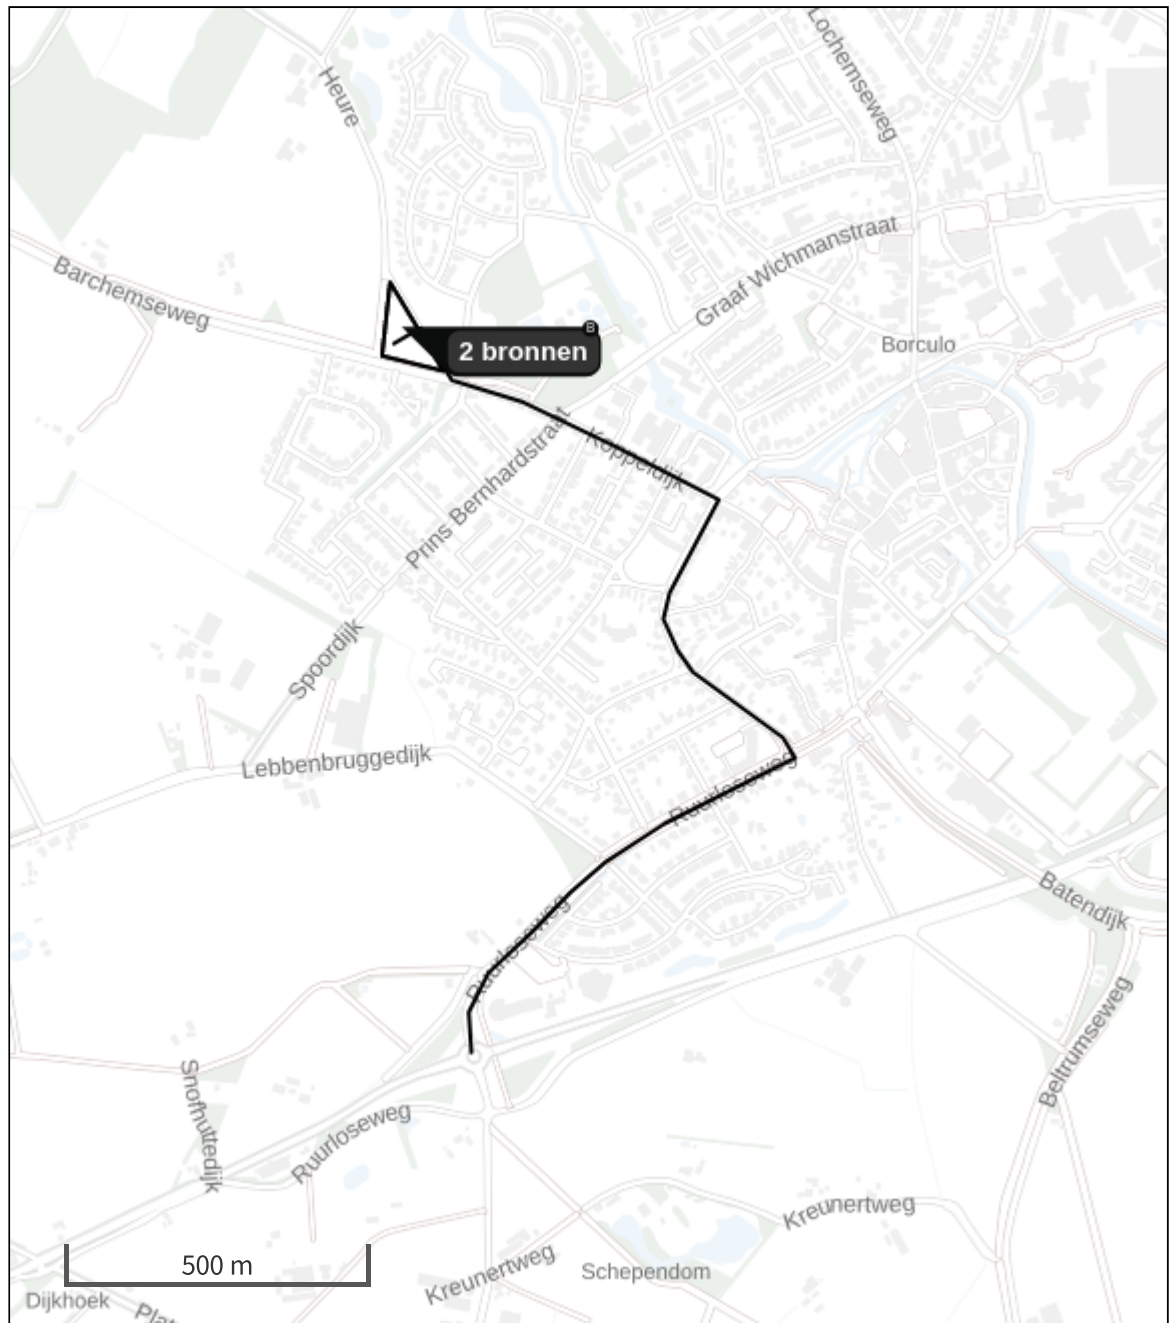 Lochemseweg
Heure
Barchemseweg
Graaf Wichmanstraat
B
2 bronnen
Borculo
Koppeldijk
Prins Bernhardstraat
Spoordijk
Lebbenbruggedijk
Ruurloseweg
Ruurloseweg
Batendijk
Beltrumseweg
Snofhuttedijk
Ruurloseweg
Kreunertweg
Kreunertweg
Schependom
500 m
Dijkhoek